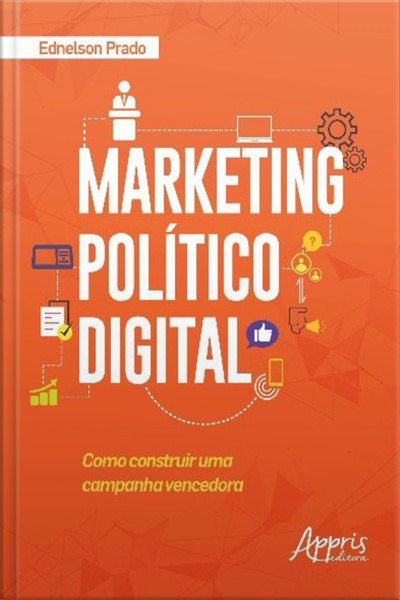 Ednelson Prado
MARKETING
POLÍTICO
DIGITAL
?
Como construir uma
campanha vencedora
Appris
editora